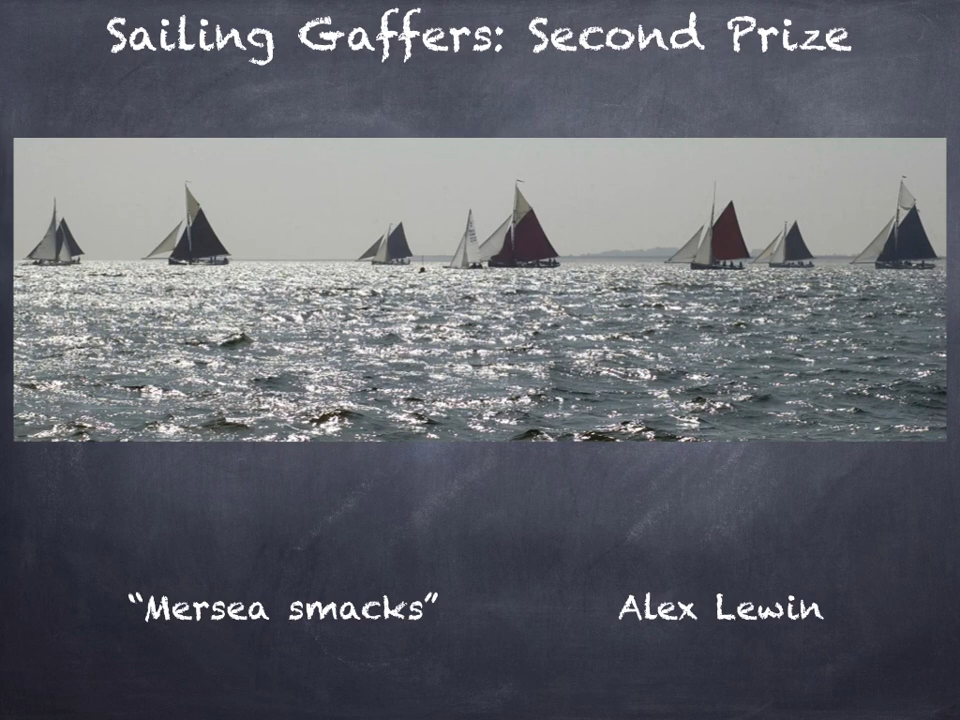 Sailing Gaffers: Second Prize
“Mersea smacks” Alex Lewin